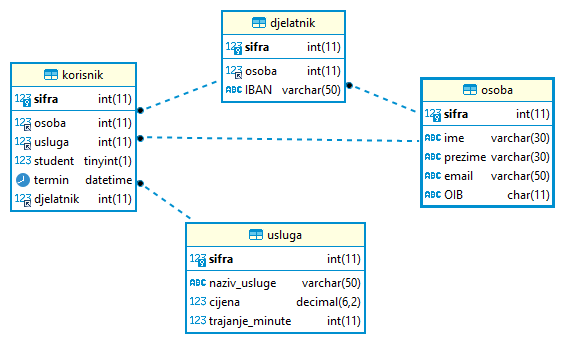 djelatnik
123 sifra int(11)
123 osoba int(11)
ABC IBAN varchar(50)
korisnik
123 sifra int(11)
123 osoba int(11)
123 usluga int(11)
123 student tinyint(1)
termin datetime
123 djelatnik int(11)
osoba
123 sifra int(11)
ABC ime varchar(30)
ABC prezime varchar(30)
ABC email varchar(50)
ABC OIB char(11)
usluga
123 sifra int(11)
ABC naziv_usluge varchar(50)
123 cijena decimal(6,2)
123 trajanje_minute int(11)